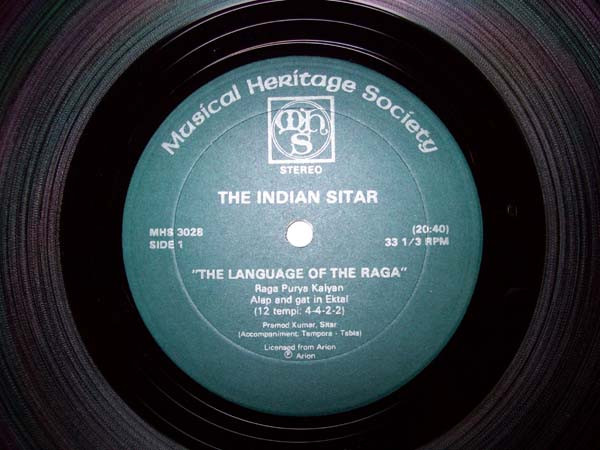 Musical Heritage Society
mhs
STEREO
THE INDIAN SITAR
MHS 3028
SIDE 1
(20:40)
33 1/3 RPM
"THE LANGUAGE OF THE RAGA"
Raga Purya Kalyan
Alap and gat in Ektal
(12 tempi: 4-4-2-2)
Pramod Kumar, Sitar
(Accompaniment: Tampora - Tabla)
Licensed from Arion
℗ Arion